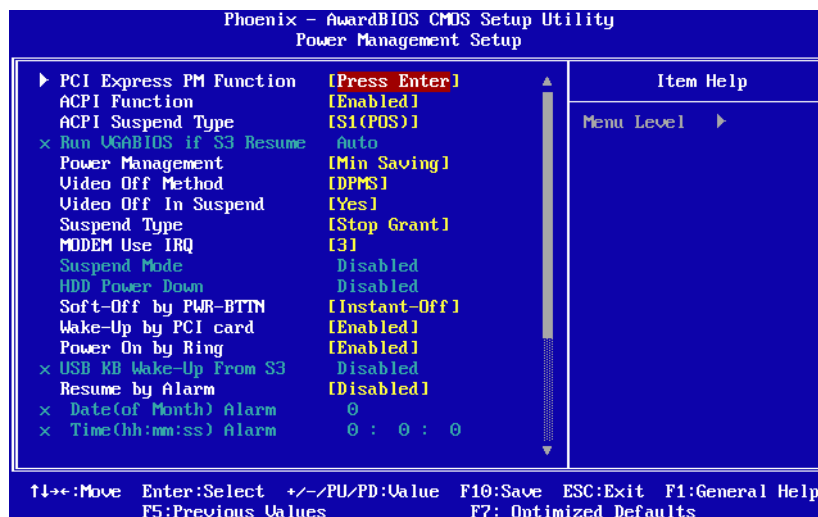 Phoenix - AwardBIOS CMOS Setup Utility
Power Management Setup
PCI Express PM Function [Press Enter]
ACPI Function [Enabled]
ACPI Suspend Type [S1(POS)]
x Run VGABIOS if S3 Resume Auto
Power Management [Min Saving]
Video Off Method [DPMS]
Video Off In Suspend [Yes]
Suspend Type [Stop Grant]
MODEM Use IRQ [3]
Suspend Mode Disabled
HDD Power Down Disabled
Soft-Off by PWR-BTTN [Instant-Off]
Wake-Up by PCI card [Enabled]
Power On by Ring [Enabled]
x USB KB Wake-Up From S3 Disabled
Resume by Alarm [Disabled]
x Date(of Month) Alarm 0
x Time(hh:mm:ss) Alarm 0 : 0 : 0
Item Help
Menu Level
↑↓→←:Move Enter:Select +/-/PU/PD:Value F10:Save ESC:Exit F1:General Help
F5:Previous Values F7: Optimized Defaults